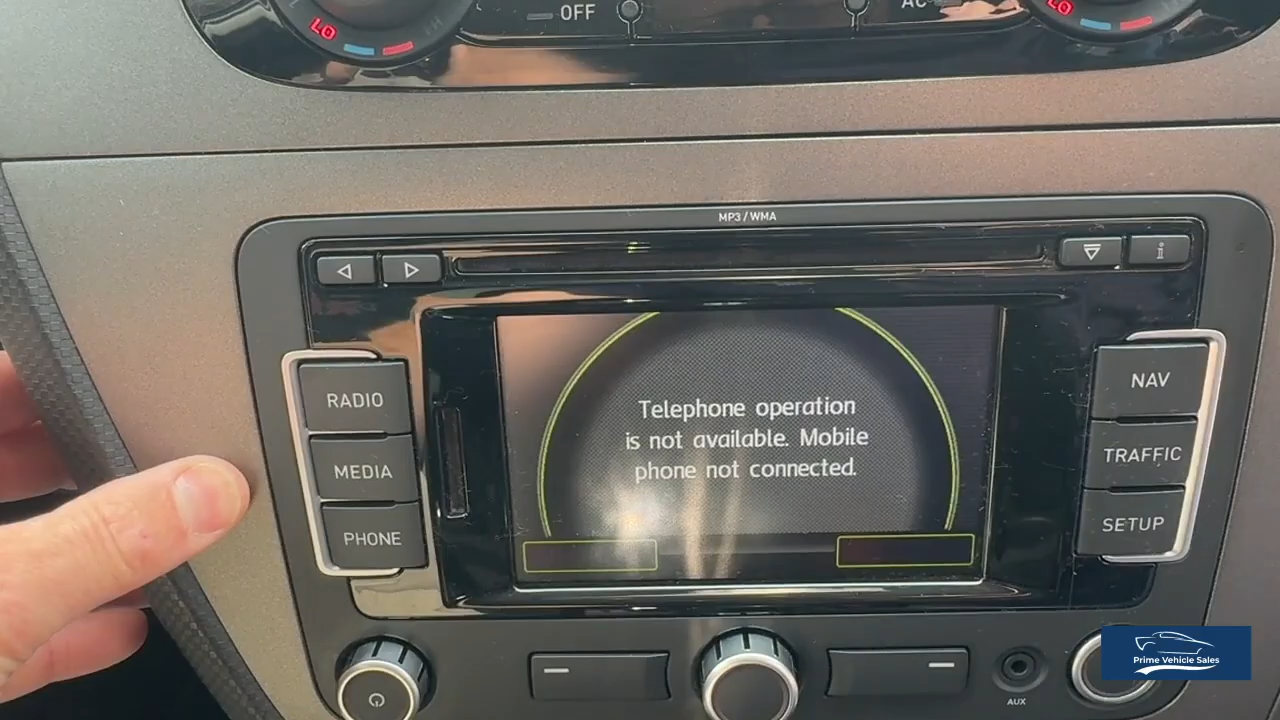 LO
OFF
AC
LO
MP3 / WMA
i
RADIO
MEDIA
PHONE
Telephone operation
is not available. Mobile
phone not connected.
NAV
TRAFFIC
SETUP
AUX
Prime Vehicle Sales